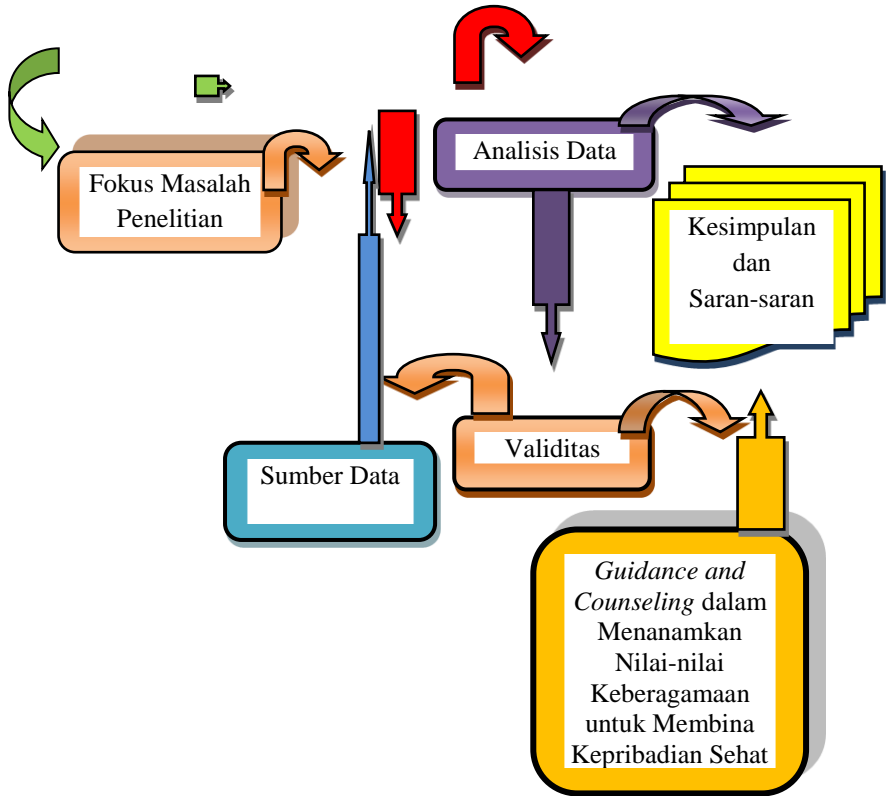 Fokus Masalah
Penelitian
Analisis Data
Kesimpulan
dan
Saran-saran
Sumber Data
Validitas
Guidance and
Counseling dalam
Menanamkan
Nilai-nilai
Keberagamaan
untuk Membina
Kepribadian Sehat